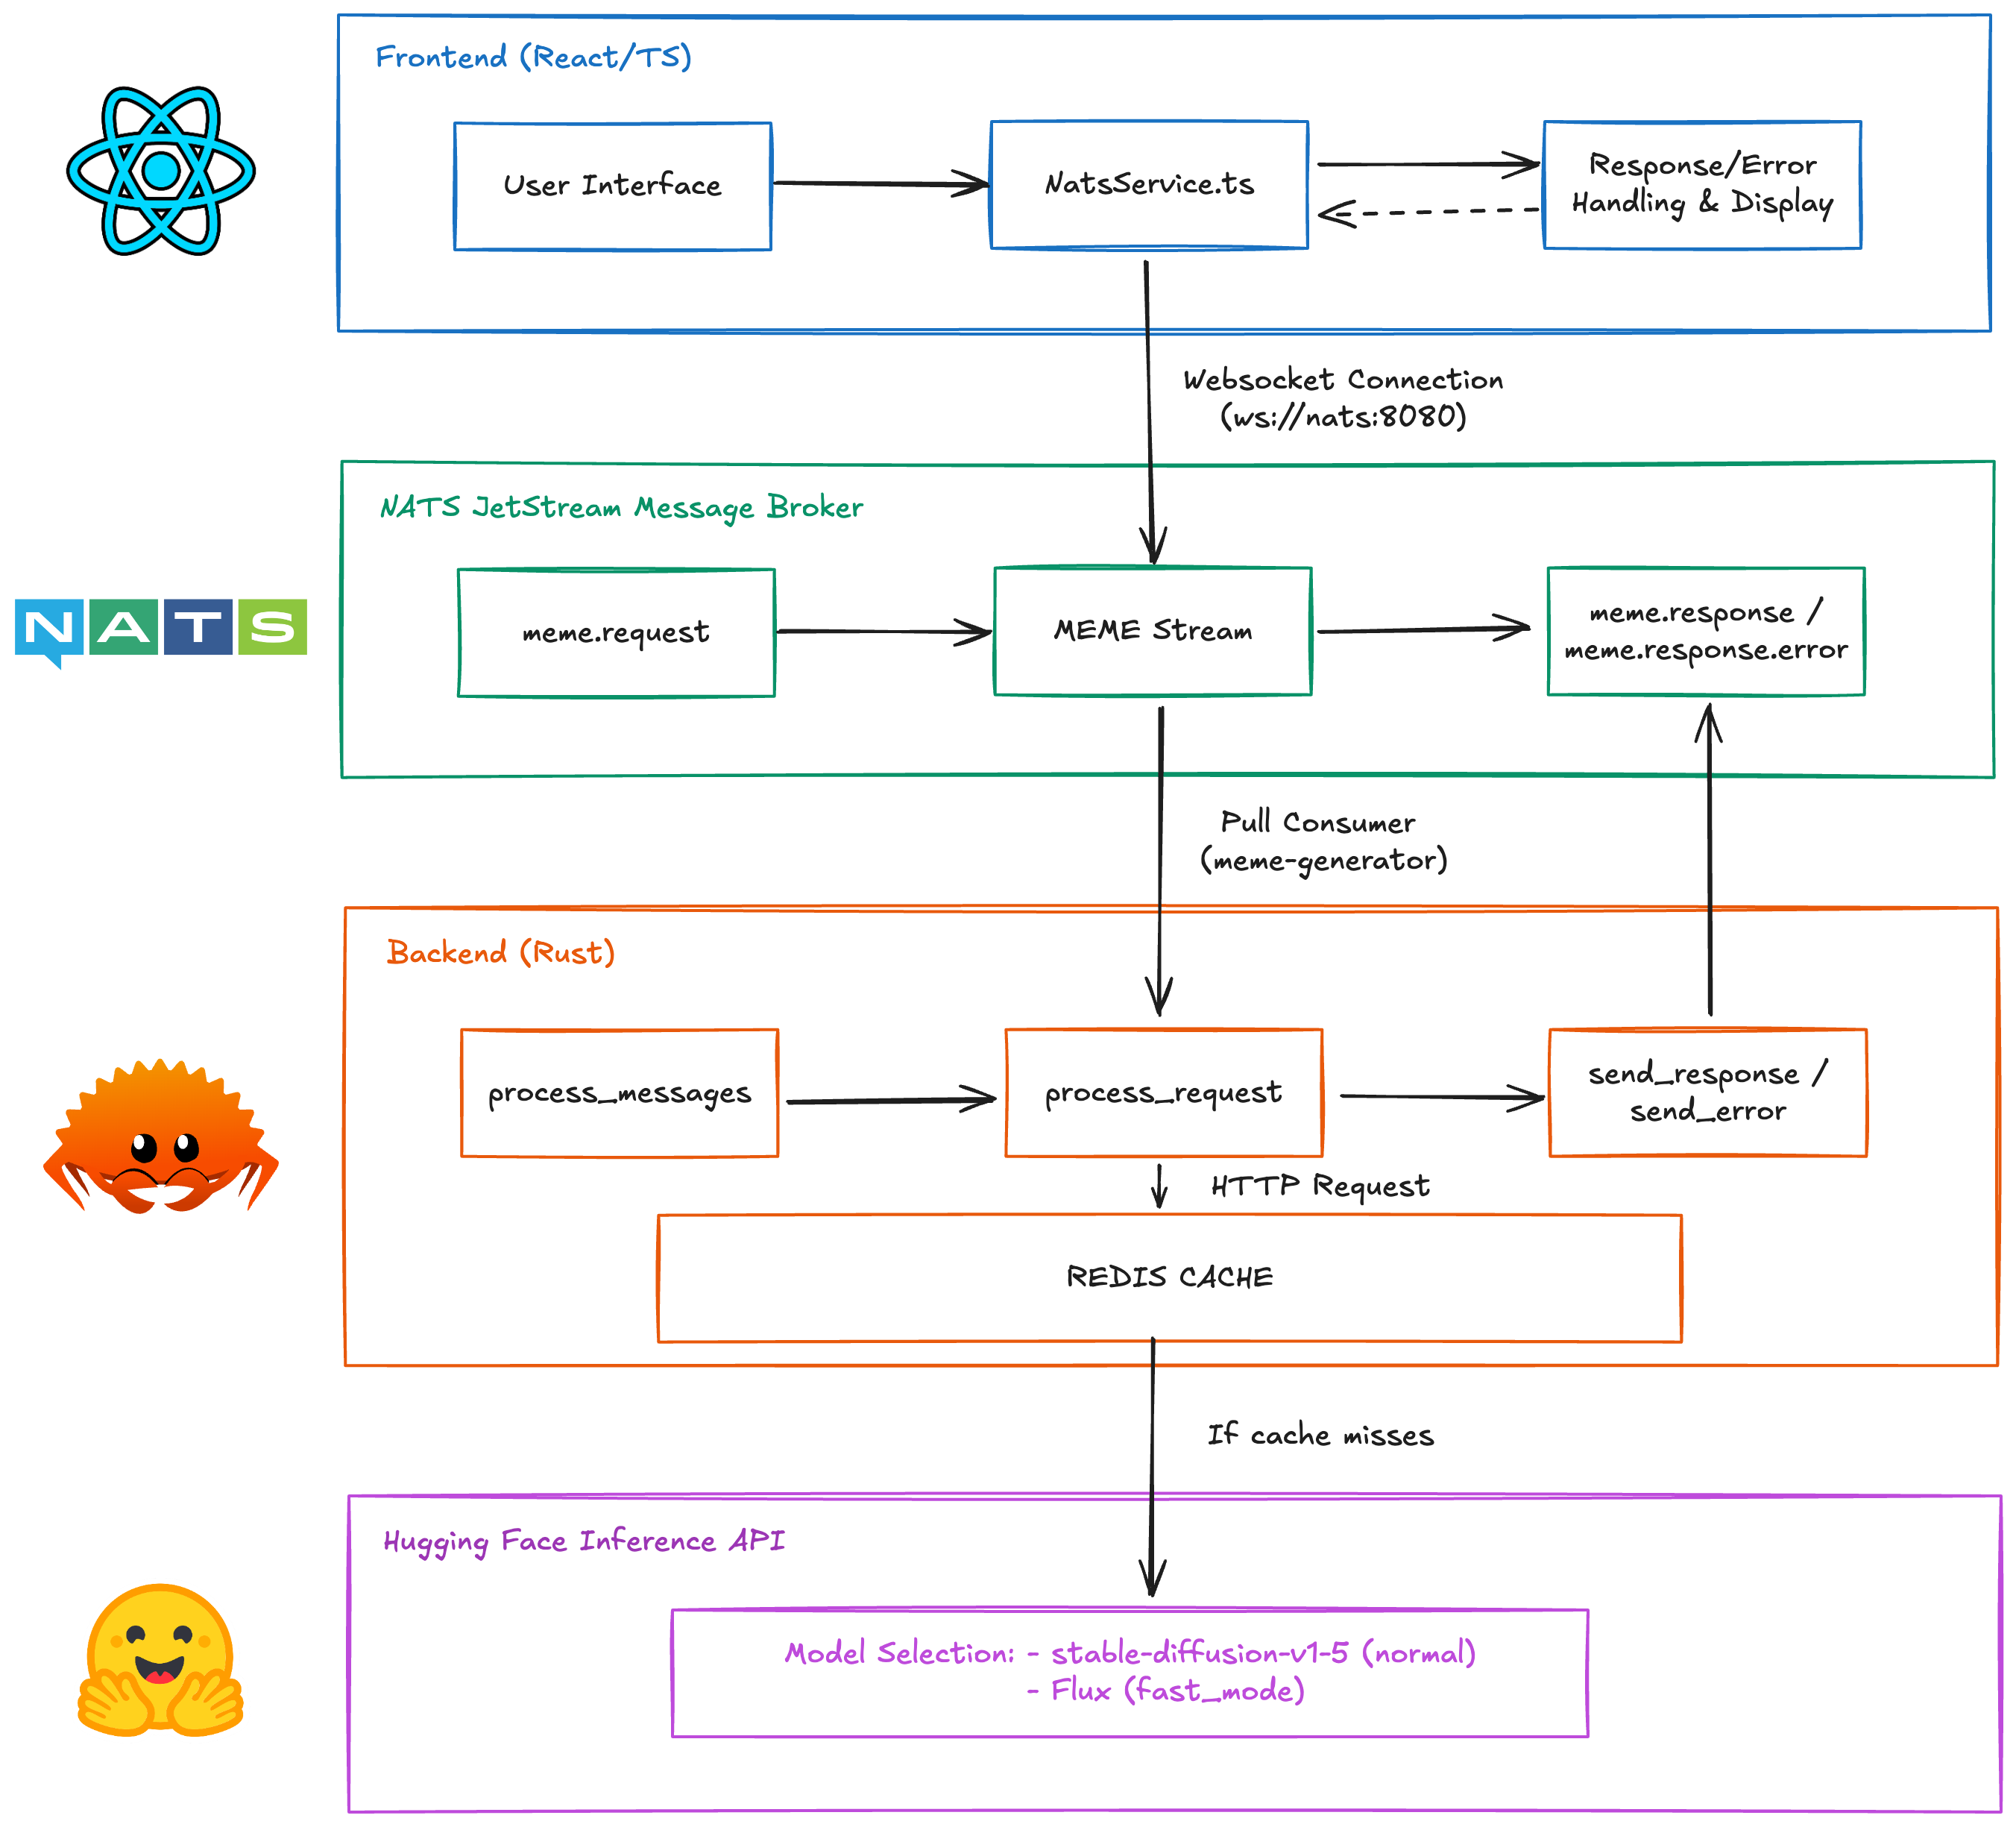 Frontend (React/TS)
User Interface
NatsService.ts
Response/Error
Handling & Display
Websocket Connection
(ws://nats:8080)
NATS JetStream Message Broker
NATS
meme.request
MEME Stream
meme.response /
meme.response.error
Pull Consumer
(meme-generator)
Backend (Rust)
process_messages
process_request
send_response /
send_error
HTTP Request
REDIS CACHE
If cache misses
Hugging Face Inference API
Model Selection: - stable-diffusion-v1-5 (normal)
- Flux (fast_mode)